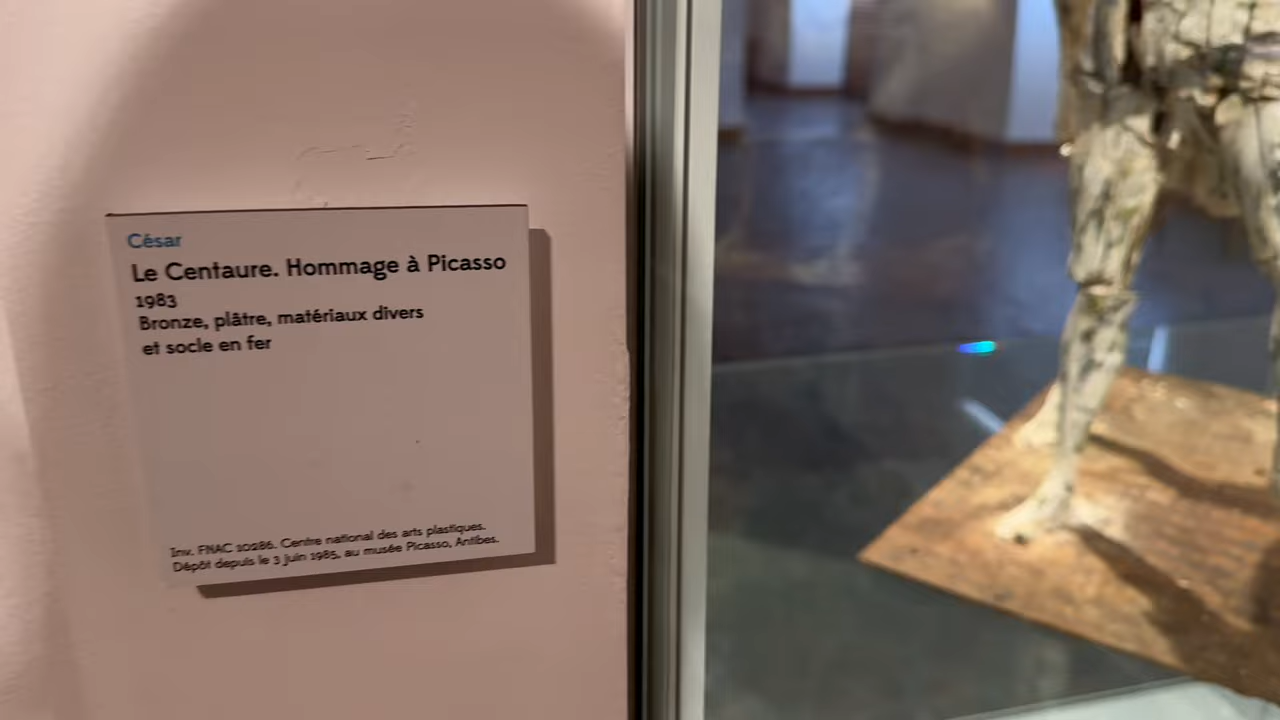 César
Le Centaure. Hommage à Picasso
1983
Bronze, plâtre, matériaux divers
et socle en fer
Inv. FNAC 10286. Centre national des arts plastiques.
Dépôt depuis le 3 juin 1985, au musée Picasso, Antibes.